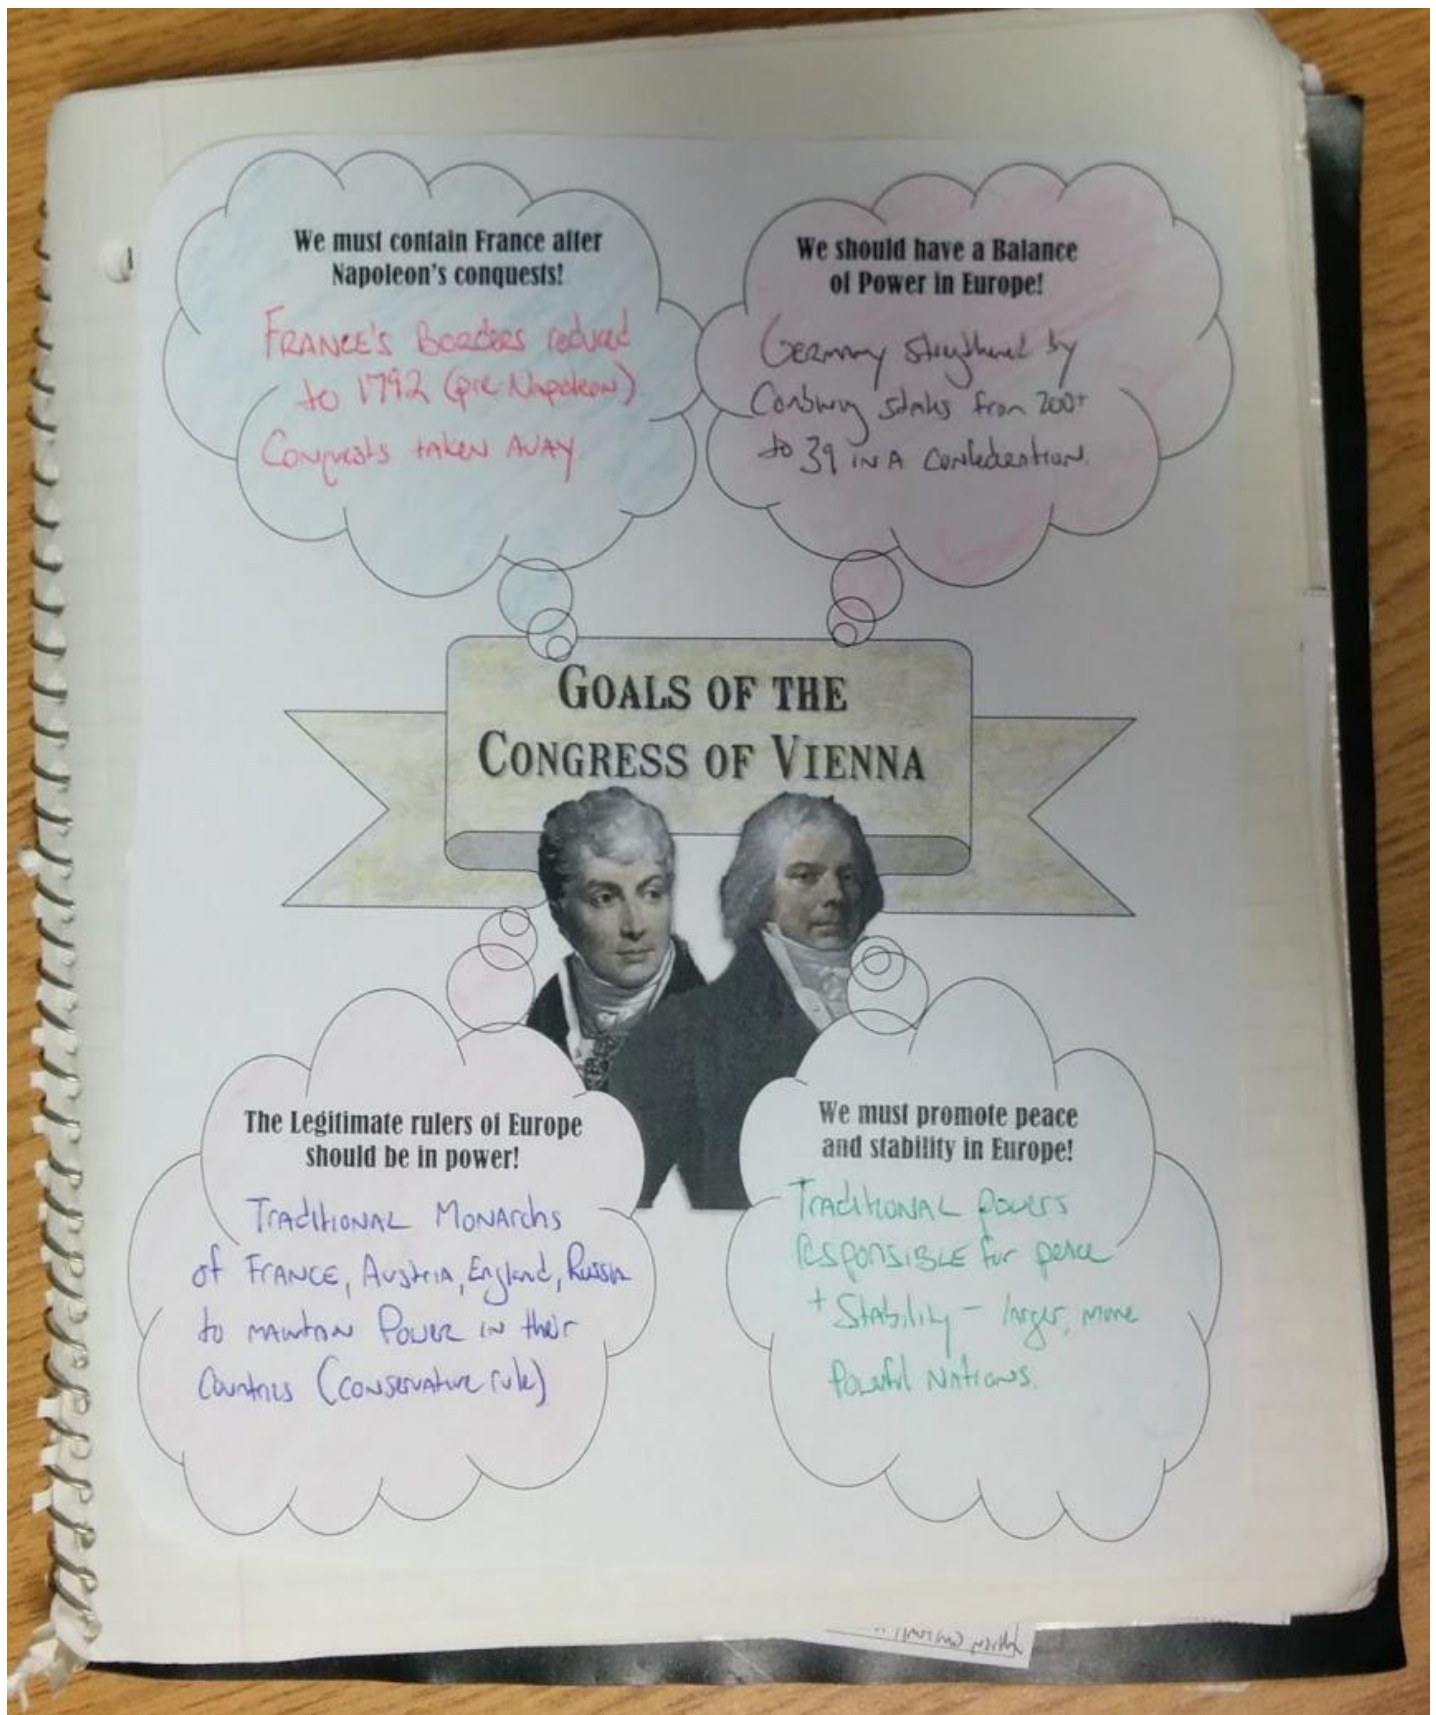 We must contain France after
Napoleon's conquests!
FRANCE'S BORDERS reduced
to 1792 (pre-Napoleon)
Conquests taken AWAY
We should have a Balance
of Power in Europe!
GERMANY strengthened by
Combining states from 200+
to 39 IN A Confederation.
GOALS OF THE
CONGRESS OF VIENNA
The Legitimate rulers of Europe
should be in power!
TRADITIONAL MONARCHS
of FRANCE, AUSTRIA, England, Russia
to MAINTAIN POWER IN their
Countries (conservative rule)
We must promote peace
and stability in Europe!
TRADITIONAL powers
RESPONSIBLE for peace
+ Stability - larger, more
Powerful NATIONS.